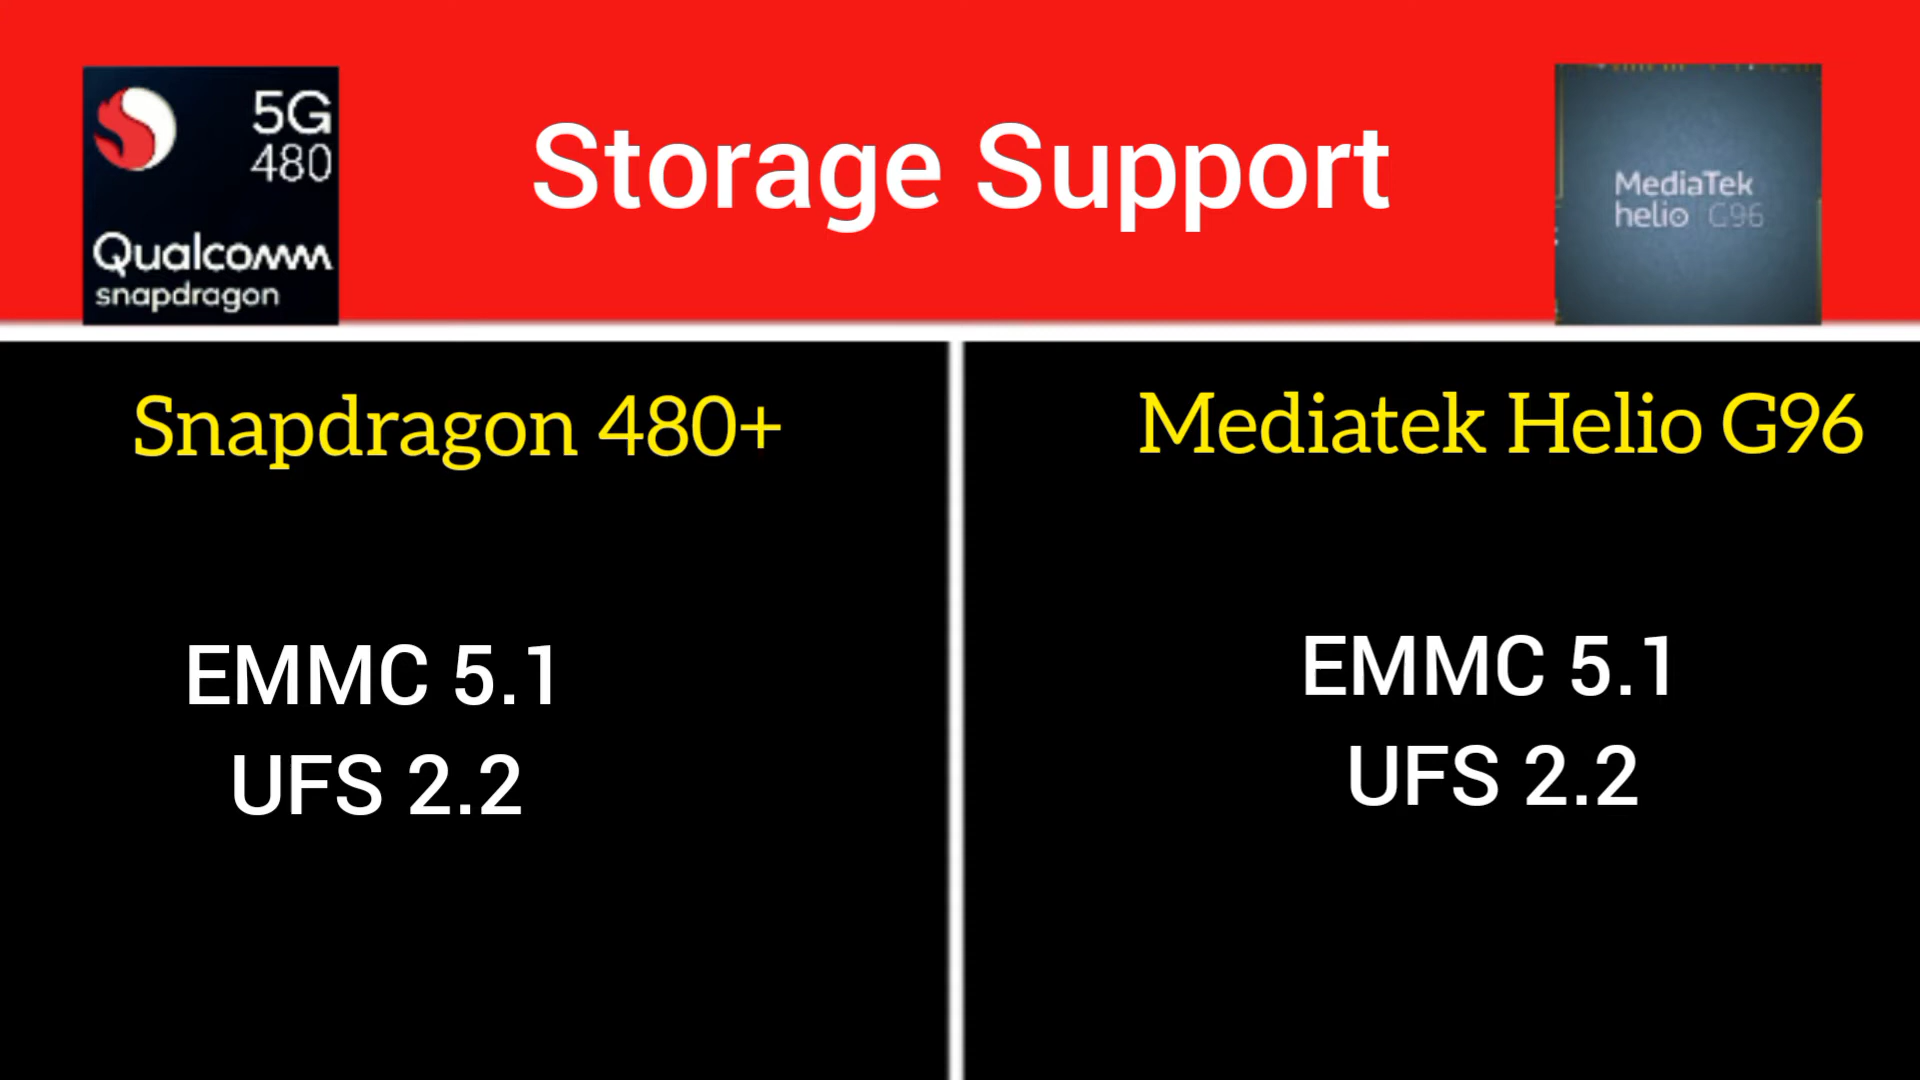 5G
480
Qualcomm
snapdragon
Storage Support
MediaTek
helio G96
Snapdragon 480+
Mediatek Helio G96
EMMC 5.1
UFS 2.2
EMMC 5.1
UFS 2.2